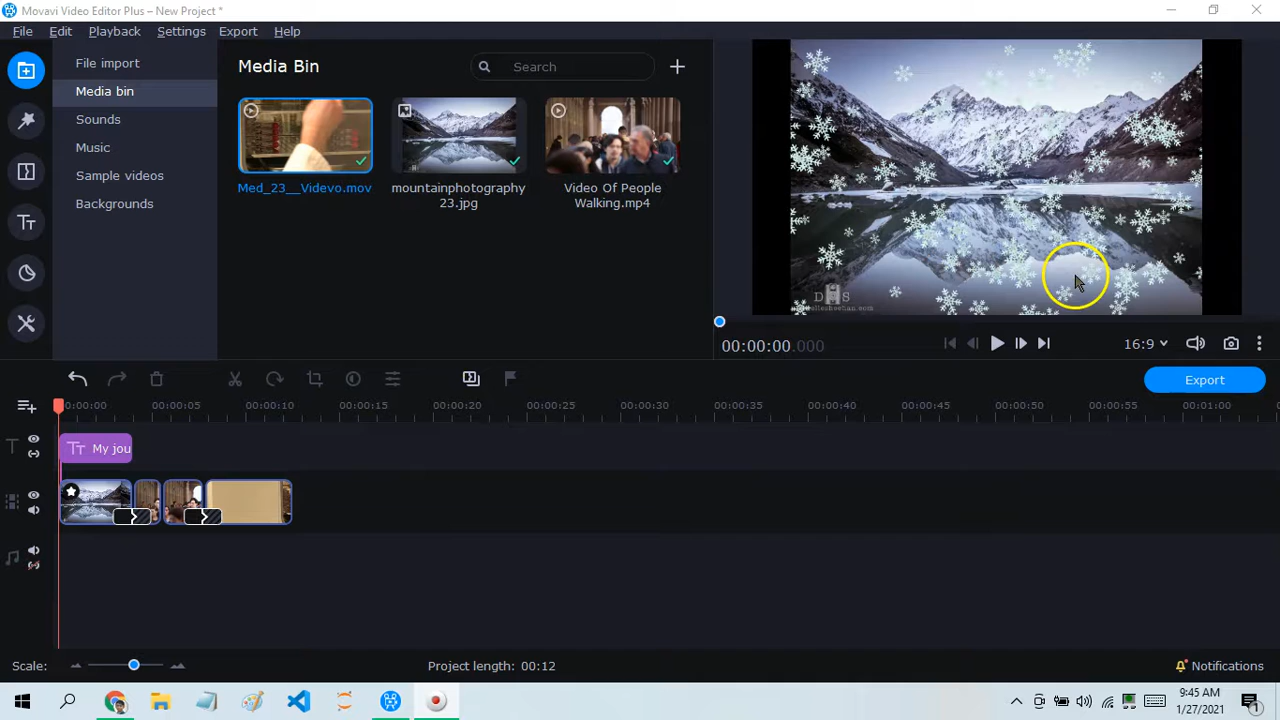 Movavi Video Editor Plus – New Project *
File Edit Playback Settings Export Help
File import
Media bin
Sounds
Music
Sample videos
Backgrounds
Media Bin
Search
Med_23__Videvo.mov
mountainphotography
23.jpg
Video Of People
Walking.mp4
00:00:00.000
16:9
Export
0:00:00 00:00:05 00:00:10 00:00:15 00:00:20 00:00:25 00:00:30 00:00:35 00:00:40 00:00:45 00:00:50 00:00:55 00:01:00
My jou
Scale:
Project length: 00:12
Notifications
9:45 AM
1/27/2021